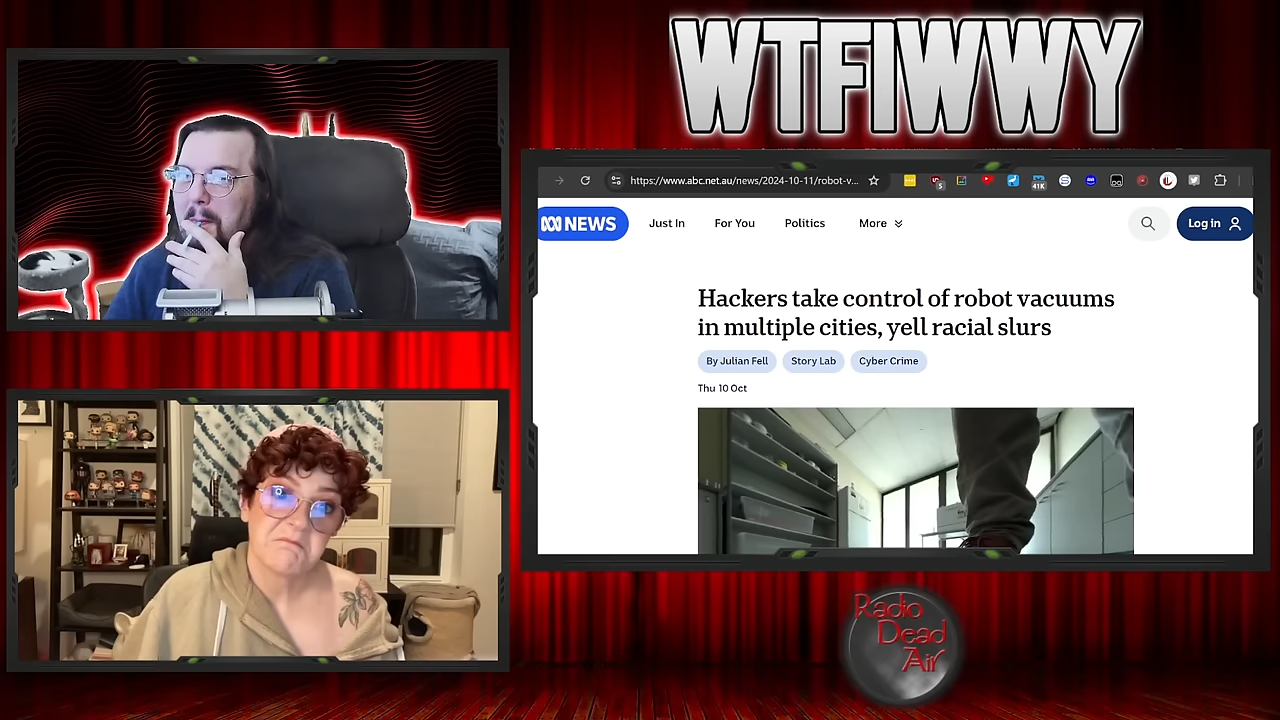 WTFIWWY
https://www.abc.net.au/news/2024-10-11/robot-v...
5
41K
NEWS
Just In
For You
Politics
More
Log in
Hackers take control of robot vacuums
in multiple cities, yell racial slurs
By Julian Fell
Story Lab
Cyber Crime
Thu 10 Oct
Radio
Dead
Air